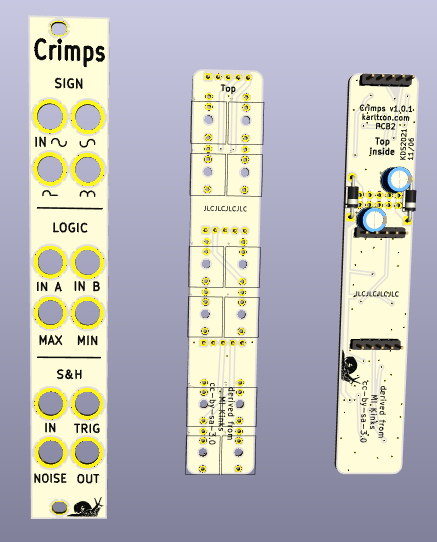 Crimps
SIGN
IN
LOGIC
IN A IN B
MAX MIN
S&H
IN TRIG
NOISE OUT
Top
JLCJLCJLCJLC
derived from
MI Kinks
cc-by-sa-3.0
Crimps v1.0.1
karltron.com
PCB2
Top
inside
KDS2021
11/06
JLCJLCJLCJLC
derived from
MI Kinks
cc-by-sa-3.0